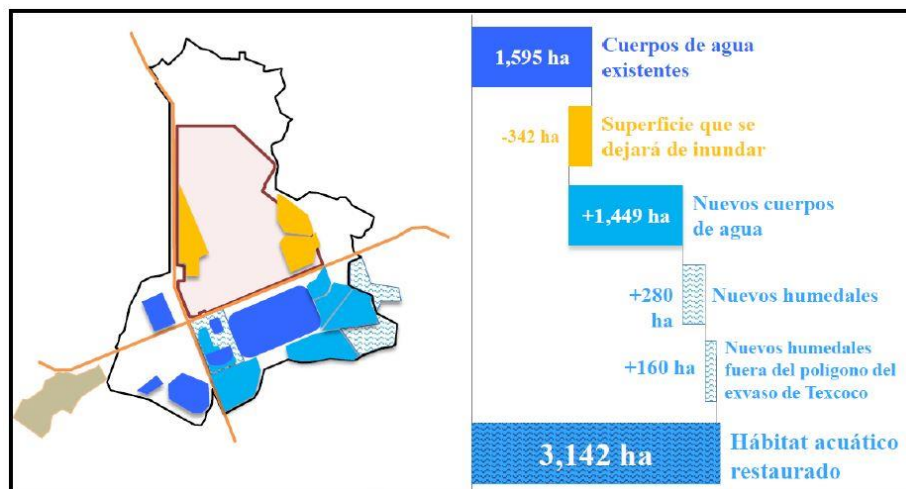 1,595 ha
Cuerpos de agua
existentes
-342 ha
Superficie que se
dejará de inundar
+1,449 ha
Nuevos cuerpos
de agua
+280
ha
Nuevos humedales
+160 ha
Nuevos humedales
fuera del polígono del
exvaso de Texcoco
3,142 ha
Hábitat acuático
restaurado